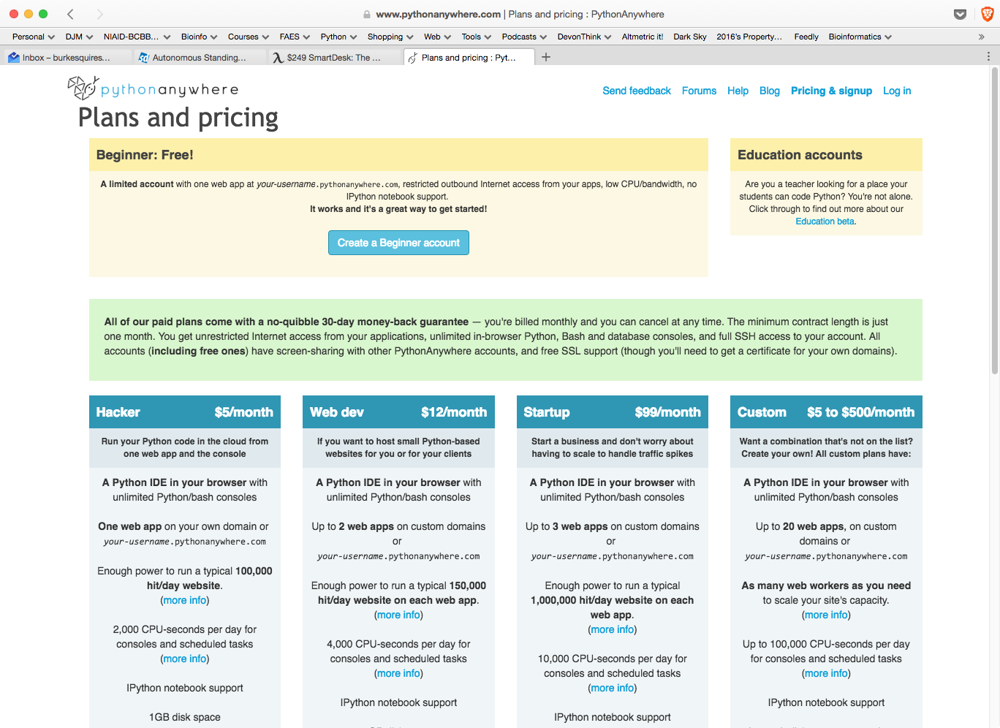 www.pythonanywhere.com | Plans and pricing : PythonAnywhere
Personal DJM NIAID-BCBB... Bioinfo Courses FAES Python Shopping Web Tools Podcasts DevonThink Altmetric it! Dark Sky 2016's Property... Feedly Bioinformatics »
Inbox – burkesquires... Autonomous Standing... $249 SmartDesk: The ... Plans and pricing : Pyt... +
pythonanywhere
Send feedback Forums Help Blog Pricing & signup Log in
Plans and pricing
Beginner: Free!
A limited account with one web app at your-username.pythonanywhere.com, restricted outbound Internet access from your apps, low CPU/bandwidth, no
IPython notebook support.
It works and it's a great way to get started!
Create a Beginner account
Education accounts
Are you a teacher looking for a place your
students can code Python? You're not alone.
Click through to find out more about our
Education beta.
All of our paid plans come with a no-quibble 30-day money-back guarantee — you're billed monthly and you can cancel at any time. The minimum contract length is just
one month. You get unrestricted Internet access from your applications, unlimited in-browser Python, Bash and database consoles, and full SSH access to your account. All
accounts (including free ones) have screen-sharing with other PythonAnywhere accounts, and free SSL support (though you'll need to get a certificate for your own domains).
Hacker $5/month
Run your Python code in the cloud from
one web app and the console
A Python IDE in your browser with
unlimited Python/bash consoles
One web app on your own domain or
your-username.pythonanywhere.com
Enough power to run a typical 100,000
hit/day website.
(more info)
2,000 CPU-seconds per day for
consoles and scheduled tasks
(more info)
IPython notebook support
1GB disk space
Web dev $12/month
If you want to host small Python-based
websites for you or for your clients
A Python IDE in your browser with
unlimited Python/bash consoles
Up to 2 web apps on custom domains
or
your-username.pythonanywhere.com
Enough power to run a typical 150,000
hit/day website on each web app.
(more info)
4,000 CPU-seconds per day for
consoles and scheduled tasks
(more info)
IPython notebook support
Startup $99/month
Start a business and don't worry about
having to scale to handle traffic spikes
A Python IDE in your browser with
unlimited Python/bash consoles
Up to 3 web apps on custom domains
or
your-username.pythonanywhere.com
Enough power to run a typical
1,000,000 hit/day website on each
web app.
(more info)
10,000 CPU-seconds per day for
consoles and scheduled tasks
(more info)
IPython notebook support
Custom $5 to $500/month
Want a combination that's not on the list?
Create your own! All custom plans have:
A Python IDE in your browser with
unlimited Python/bash consoles
Up to 20 web apps, on custom
domains or
your-username.pythonanywhere.com
As many web workers as you need
to scale your site's capacity.
(more info)
Up to 100,000 CPU-seconds per day
for consoles and scheduled tasks
(more info)
IPython notebook support